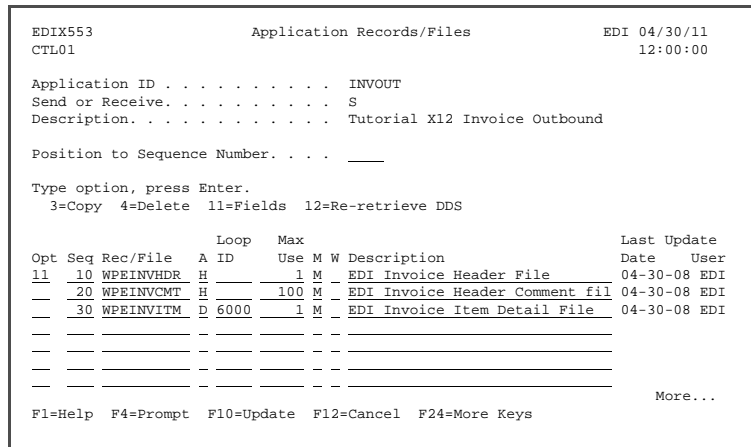 EDIX553 Application Records/Files EDI 04/30/11
CTL01 12:00:00
Application ID . . . . . . . . . . INVOUT
Send or Receive. . . . . . . . . . S
Description. . . . . . . . . . . . Tutorial X12 Invoice Outbound
Position to Sequence Number. . . . ____
Type option, press Enter.
3=Copy 4=Delete 11=Fields 12=Re-retrieve DDS
Loop Max Last Update
Opt Seq Rec/File A ID Use M W Description Date User
11 10 WPEINVHDR H 1 M EDI Invoice Header File 04-30-08 EDI
20 WPEINVCMT H 100 M EDI Invoice Header Comment fil 04-30-08 EDI
30 WPEINVITM D 6000 1 M EDI Invoice Item Detail File 04-30-08 EDI
More...
F1=Help F4=Prompt F10=Update F12=Cancel F24=More Keys